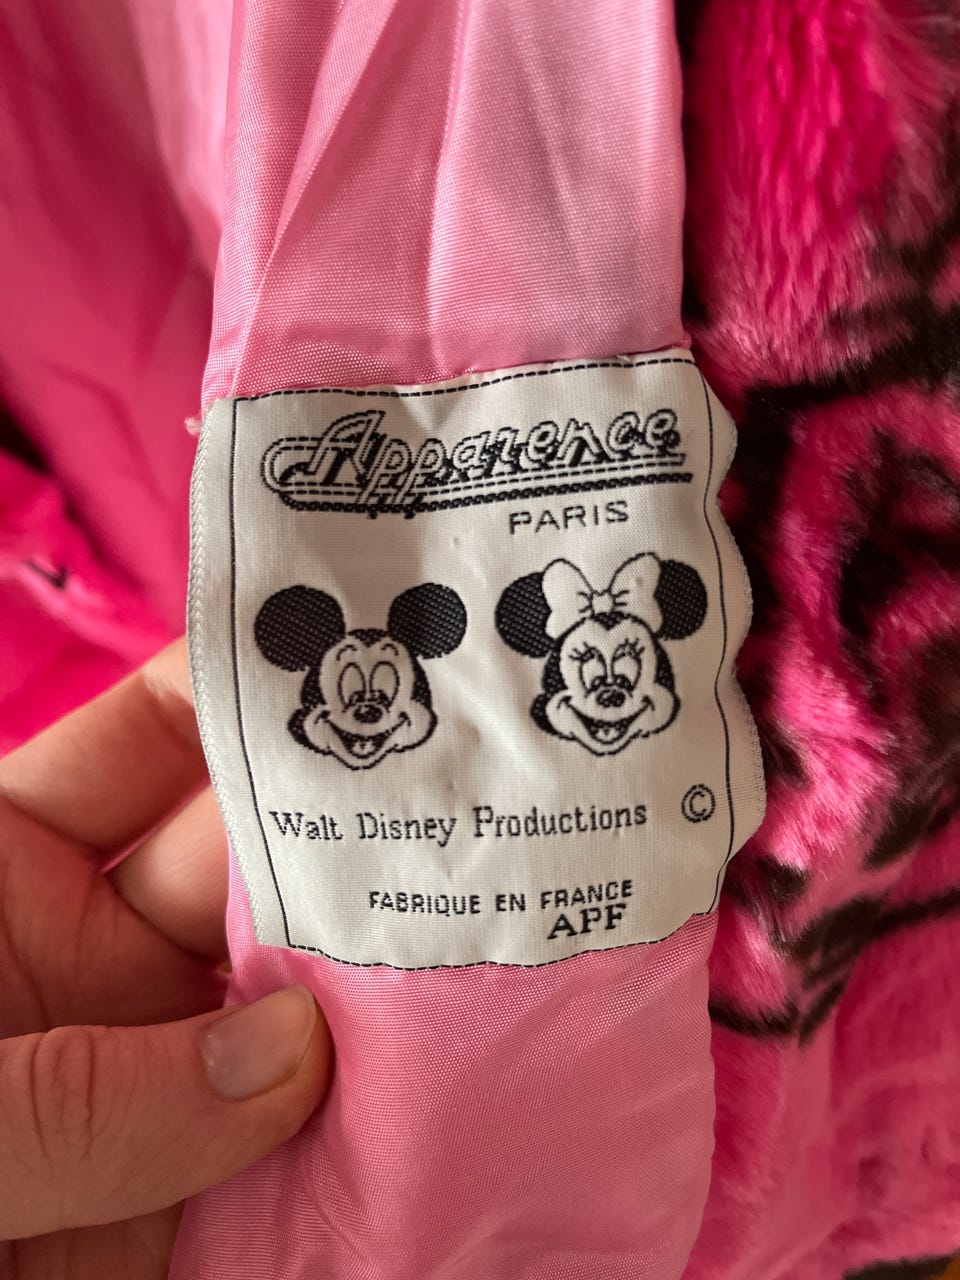 Apparence
PARIS
Walt Disney Productions ©
FABRIQUE EN FRANCE
APF